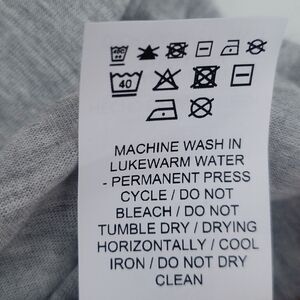 40
MACHINE WASH IN
LUKEWARM WATER
- PERMANENT PRESS
CYCLE / DO NOT
BLEACH / DO NOT
TUMBLE DRY / DRYING
HORIZONTALLY / COOL
IRON / DO NOT DRY
CLEAN